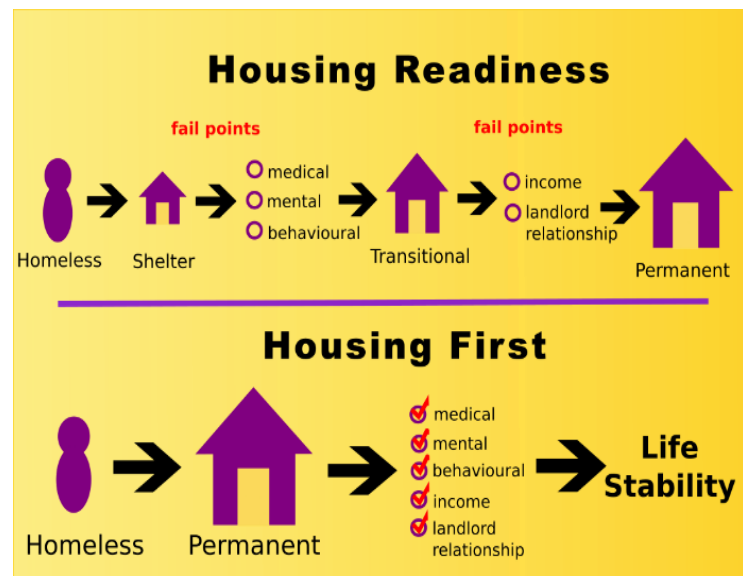 Housing Readiness
fail points
fail points
medical
mental
behavioural
income
landlord
relationship
Homeless
Shelter
Transitional
Permanent
Housing First
medical
mental
behavioural
income
landlord
relationship
Life
Stability
Homeless
Permanent